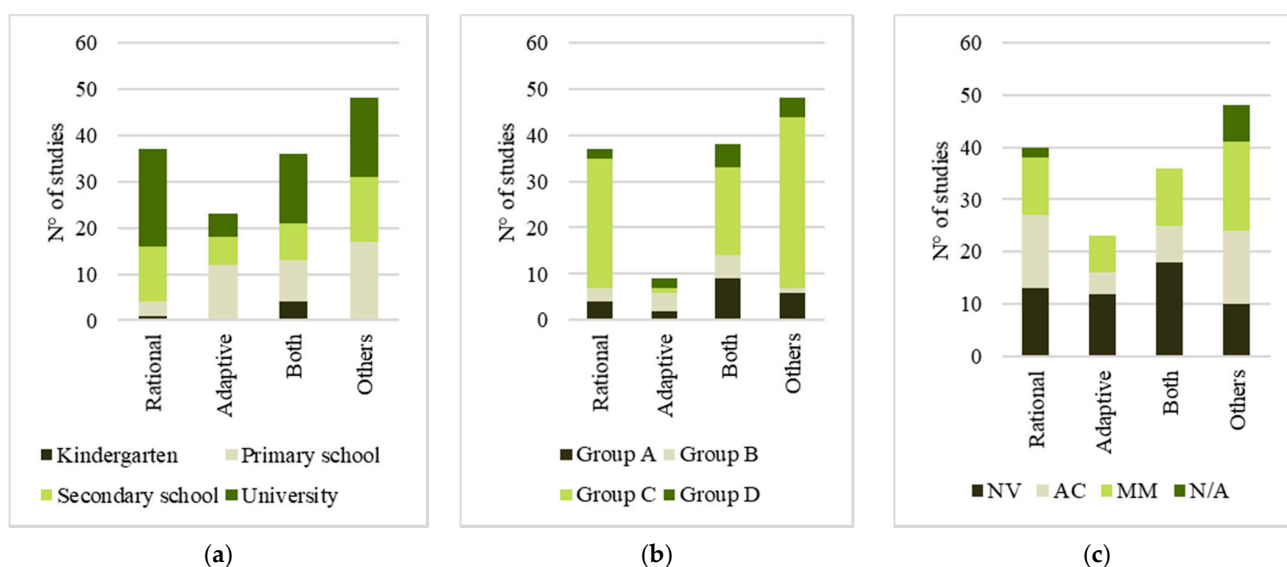 60
50
40
30
20
10
0
N° of studies
Rational
Adaptive
Both
Others
Kindergarten
Primary school
Secondary school
University
(a)
60
50
40
30
20
10
0
N° of studies
Rational
Adaptive
Both
Others
Group A
Group B
Group C
Group D
(b)
60
50
40
30
20
10
0
N° of studies
Rational
Adaptive
Both
Others
NV
AC
MM
N/A
(c)